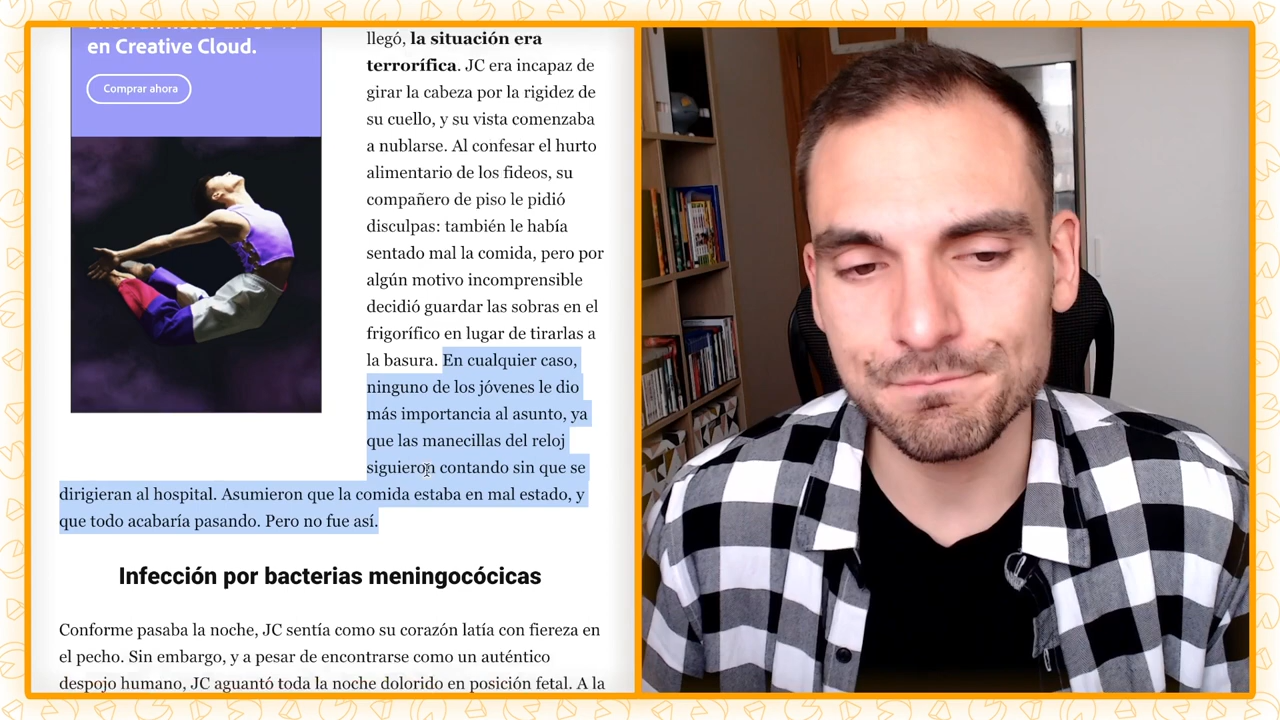 en Creative Cloud.
Comprar ahora
llegó, la situación era
terrorífica. JC era incapaz de
girar la cabeza por la rigidez de
su cuello, y su vista comenzaba
a nublarse. Al confesar el hurto
alimentario de los fideos, su
compañero de piso le pidió
disculpas: también le había
sentado mal la comida, pero por
algún motivo incomprensible
decidió guardar las sobras en el
frigorífico en lugar de tirarlas a
la basura. En cualquier caso,
ninguno de los jóvenes le dio
más importancia al asunto, ya
que las manecillas del reloj
siguieron contando sin que se
dirigieran al hospital. Asumieron que la comida estaba en mal estado, y
que todo acabaría pasando. Pero no fue así.
Infección por bacterias meningocócicas
Conforme pasaba la noche, JC sentía como su corazón latía con fiereza en
el pecho. Sin embargo, y a pesar de encontrarse como un auténtico
despojo humano, JC aguantó toda la noche dolorido en posición fetal. A la